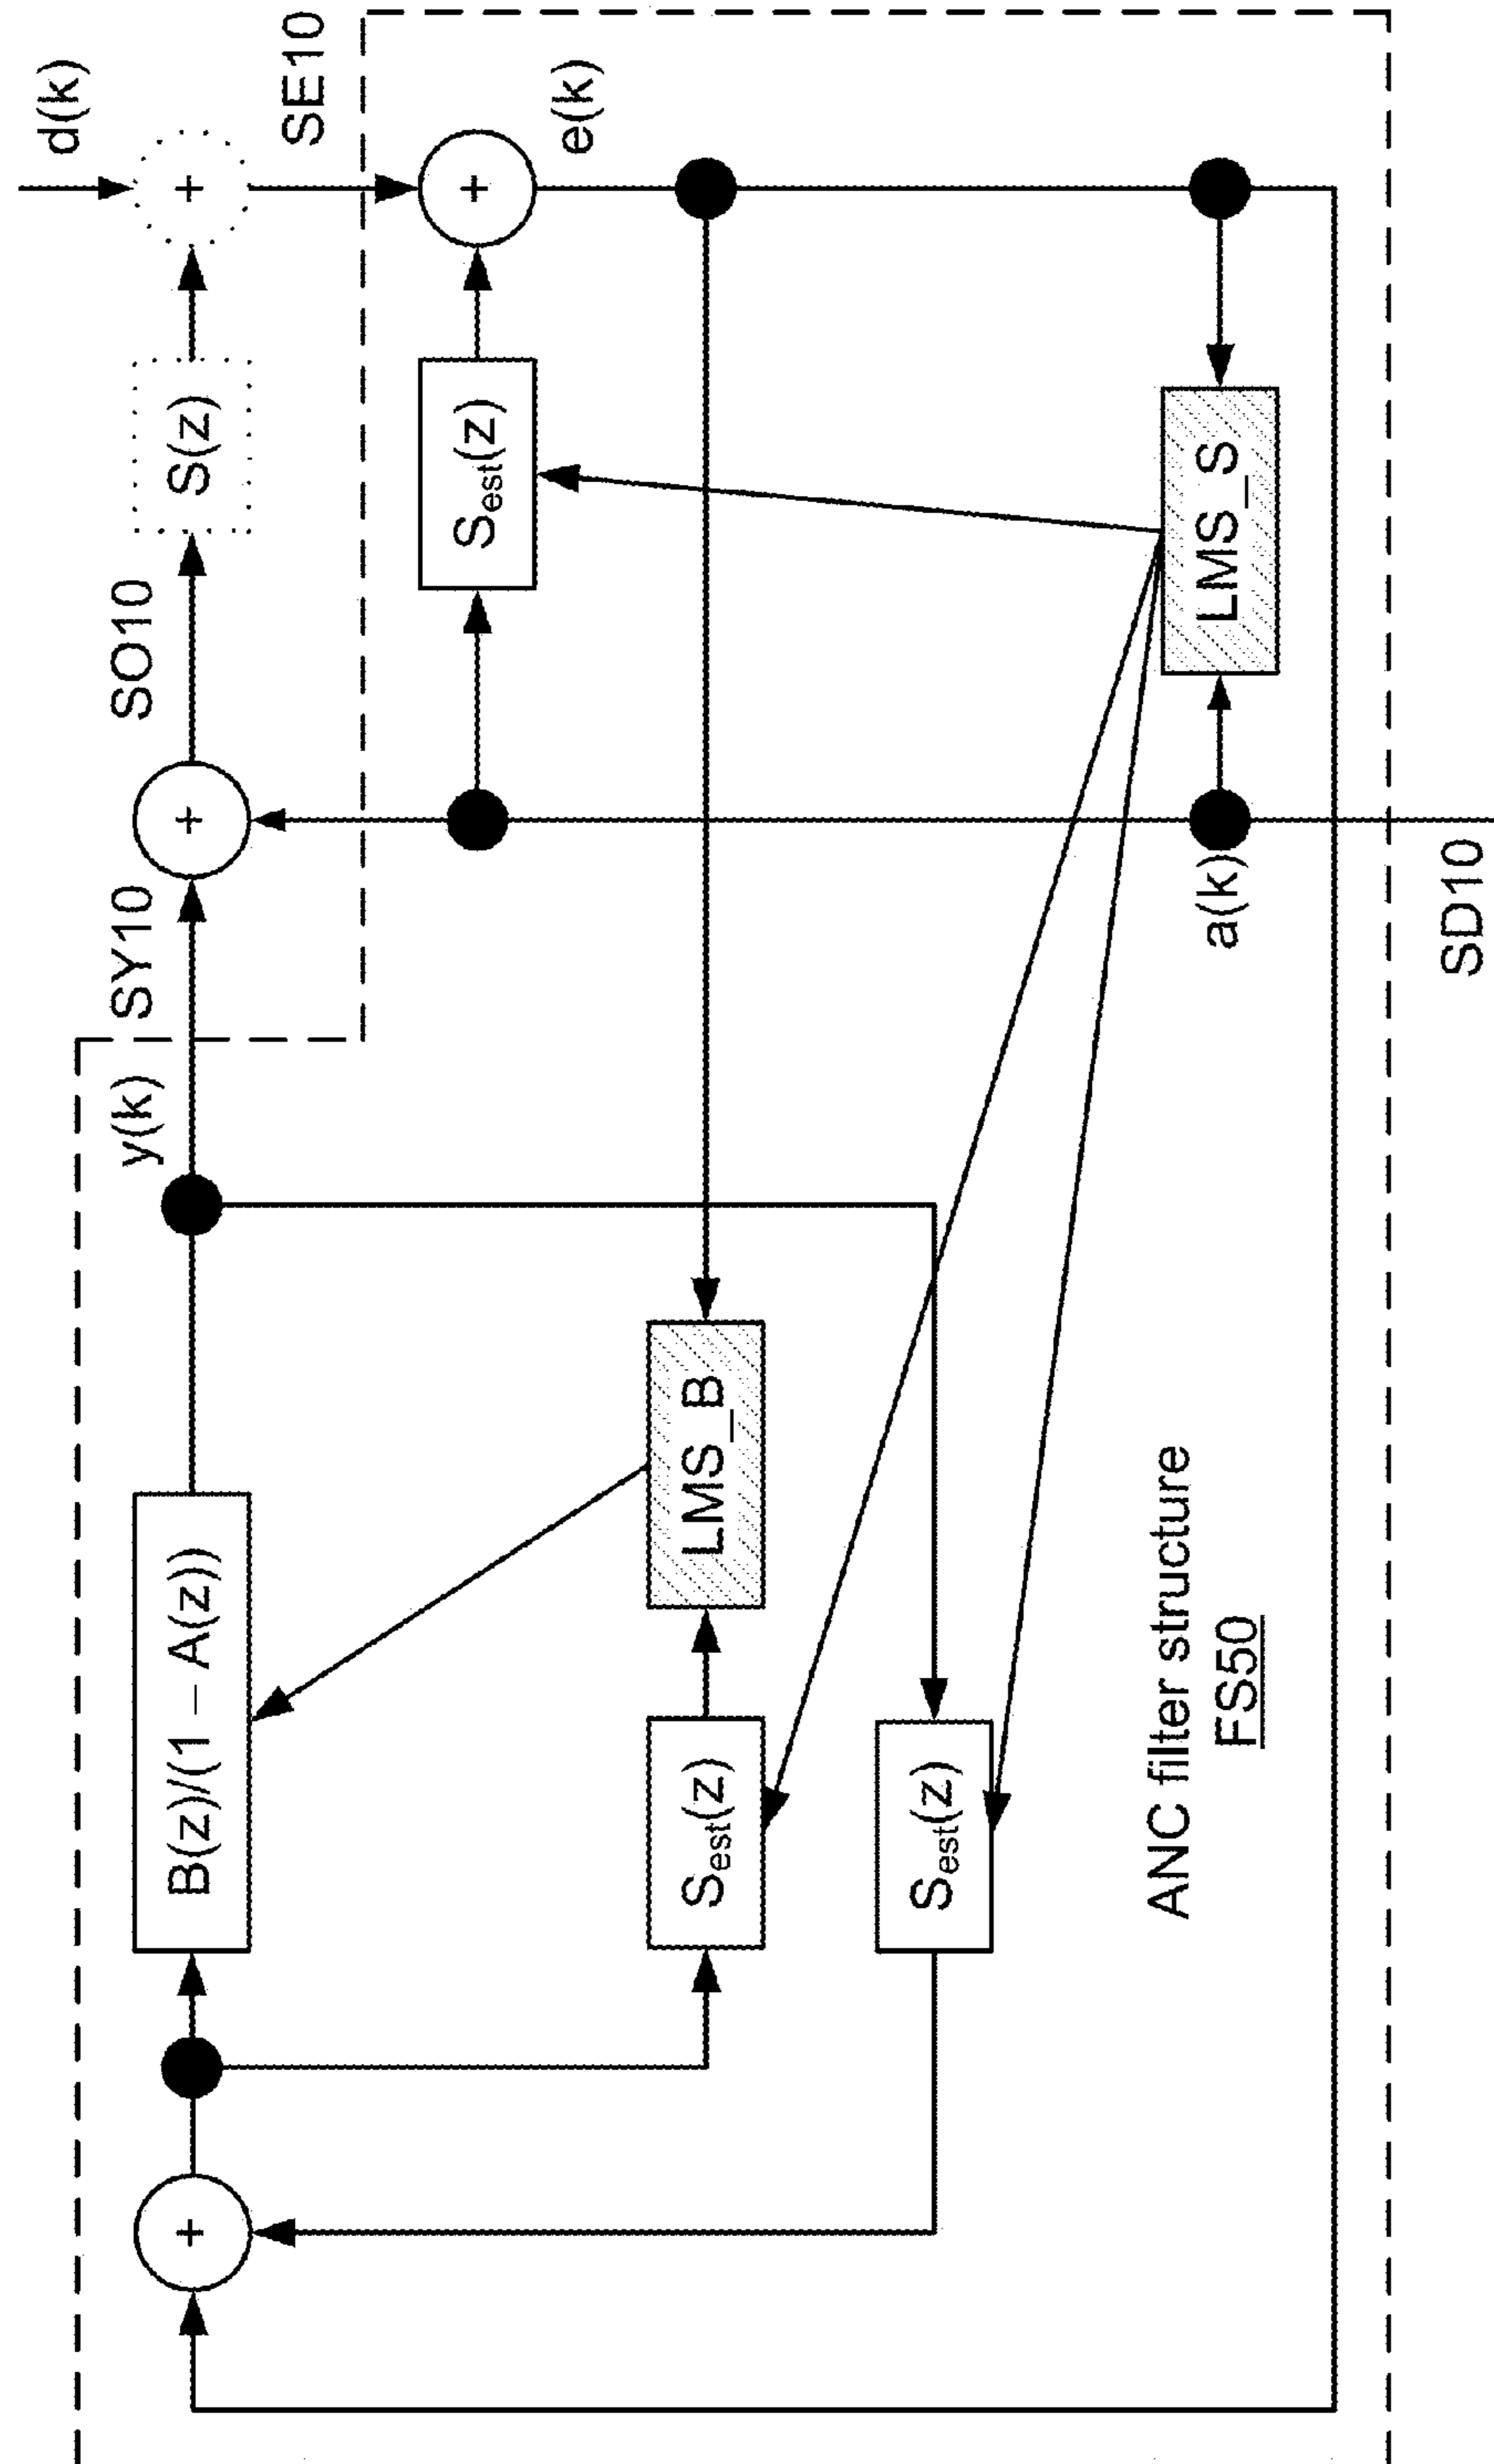 y(k)
SY10
SO10
d(k)
B(z)/(1 – A(z))
+
S(z)
+
SE10
+
Sest(z)
+
e(k)
Sest(z)
LMS_B
Sest(z)
a(k)
LMS_S
ANC filter structure
FS50
SD10